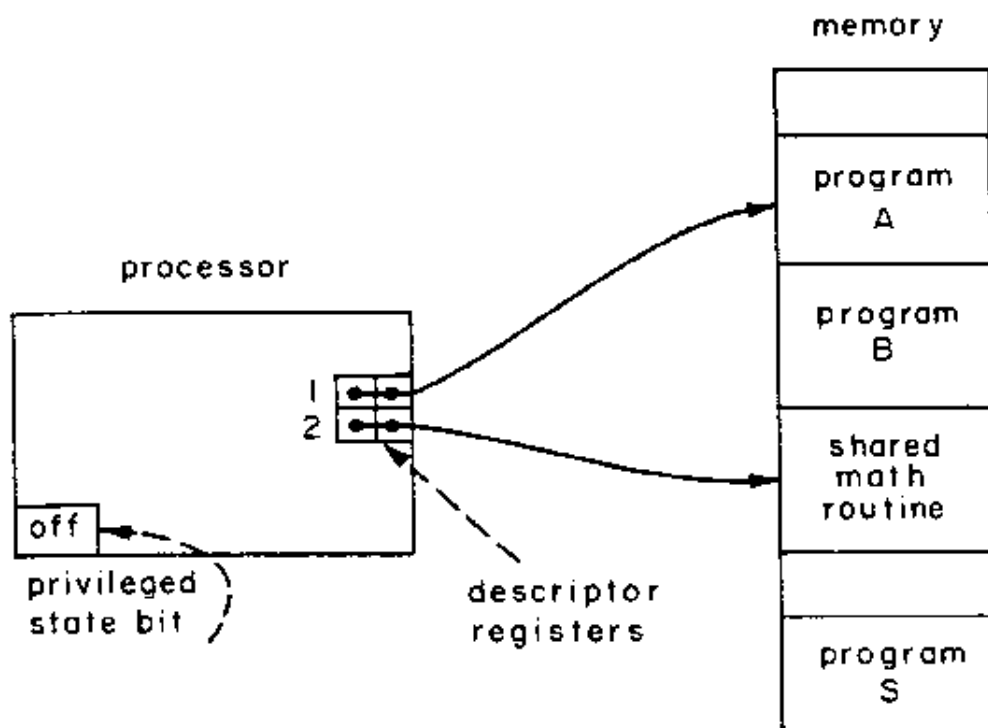 memory
program
A
processor
program
B
1
2
shared
math
routine
off
privileged
state bit
descriptor
registers
program
S